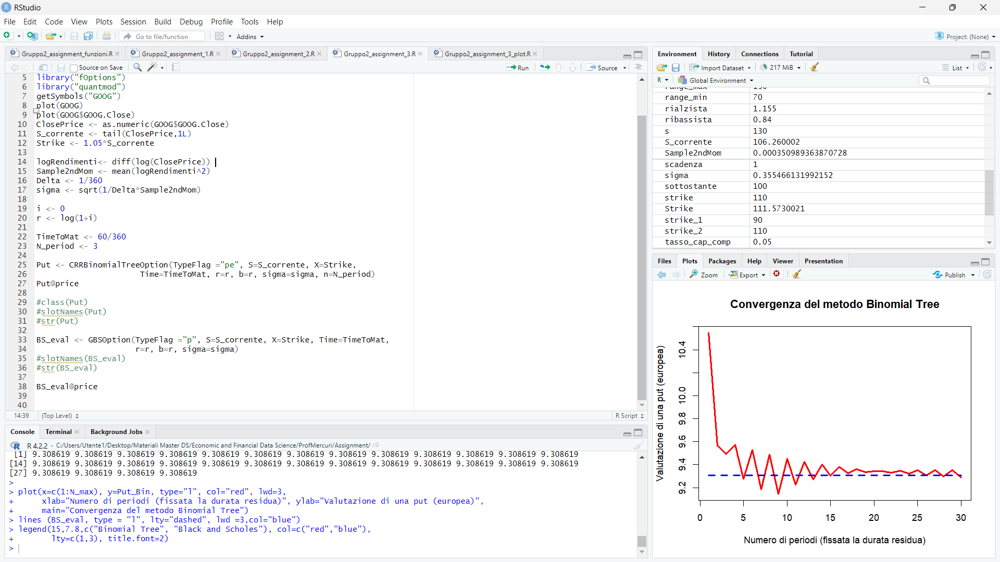 RStudio
File Edit Code View Plots Session Build Debug Profile Tools Help
Go to file/function Addins Project: (None)
Gruppo2_assignment_funzioni.R Gruppo2_assignment_1.R Gruppo2_assignment_2.R Gruppo2_assignment_3.R Gruppo2_assignment_3_plot.R
Source on Save Run Source
5 library("fOptions")
6 library("quantmod")
7 getSymbols("GOOG")
8 plot(GOOG)
9 plot(GOOG$GOOG.Close)
10 ClosePrice <- as.numeric(GOOG$GOOG.Close)
11 S_corrente <- tail(ClosePrice,1L)
12 Strike <- 1.05*S_corrente
13
14 logRendimenti<- diff(log(ClosePrice))
15 Sample2ndMom <- mean(logRendimenti^2)
16 Delta <- 1/360
17 sigma <- sqrt(1/Delta*Sample2ndMom)
18
19 i <- 0
20 r <- log(1+i)
21
22 TimeToMat <- 60/360
23 N_period <- 3
24
25 Put <- CRRBinomialTreeOption(TypeFlag ="pe", S=S_corrente, X=Strike,
26 Time=TimeToMat, r=r, b=r, sigma=sigma, n=N_period)
27 Put@price
28
29 #class(Put)
30 #slotNames(Put)
31 #str(Put)
32
33 BS_eval <- GBSOption(TypeFlag ="p", S=S_corrente, X=Strike, Time=TimeToMat,
34 r=r, b=r, sigma=sigma)
35 #slotNames(BS_eval)
36 #str(BS_eval)
37
38 BS_eval@price
39
40
14:39 (Top Level) R Script
Console Terminal Background Jobs
R 4.2.2 · C:/Users/Utente1/Desktop/Materiali Master DS/Economic and Financial Data Science/ProfMercuri/Assignment/
[1] 9.308619 9.308619 9.308619 9.308619 9.308619 9.308619 9.308619 9.308619 9.308619 9.308619 9.308619 9.308619 9.308619
[14] 9.308619 9.308619 9.308619 9.308619 9.308619 9.308619 9.308619 9.308619 9.308619 9.308619 9.308619 9.308619 9.308619
[27] 9.308619 9.308619 9.308619 9.308619
>
> plot(x=c(1:N_max), y=Put_Bin, type="l", col="red", lwd=3,
+ xlab="Numero di periodi (fissata la durata residua)", ylab="Valutazione di una put (europea)",
+ main="Convergenza del metodo Binomial Tree")
> lines (BS_eval, type = "l", lty="dashed", lwd =3,col="blue")
> legend(15,7.8,c("Binomial Tree", "Black and Scholes"), col=c("red","blue"),
+ lty=c(1,3), title.font=2)
>
Environment History Connections Tutorial
Import Dataset 217 MiB List
R Global Environment
range_max 130
range_min 70
rialzista 1.155
ribassista 0.84
s 130
S_corrente 106.260002
Sample2ndMom 0.000350989363870728
scadenza 1
sigma 0.355466131992152
sottostante 100
strike 110
Strike 111.5730021
strike_1 90
strike_2 110
tasso_cap_comp 0.05
Files Plots Packages Help Viewer Presentation
Zoom Export Publish
Convergenza del metodo Binomial Tree
Valutazione di una put (europea)
10.4
10.0
9.8
9.6
9.4
9.2
0 5 10 15 20 25 30
Numero di periodi (fissata la durata residua)